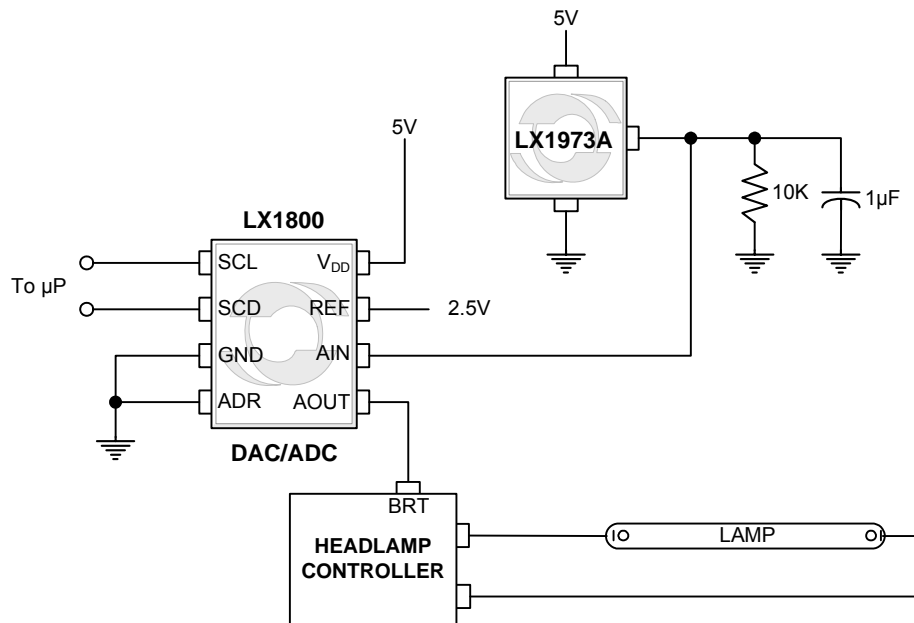 5V
LX1973A
5V
10K
1µF
LX1800
To µP
SCL
VDD
SCD
REF
2.5V
GND
AIN
ADR
AOUT
DAC/ADC
BRT
HEADLAMP
CONTROLLER
LAMP